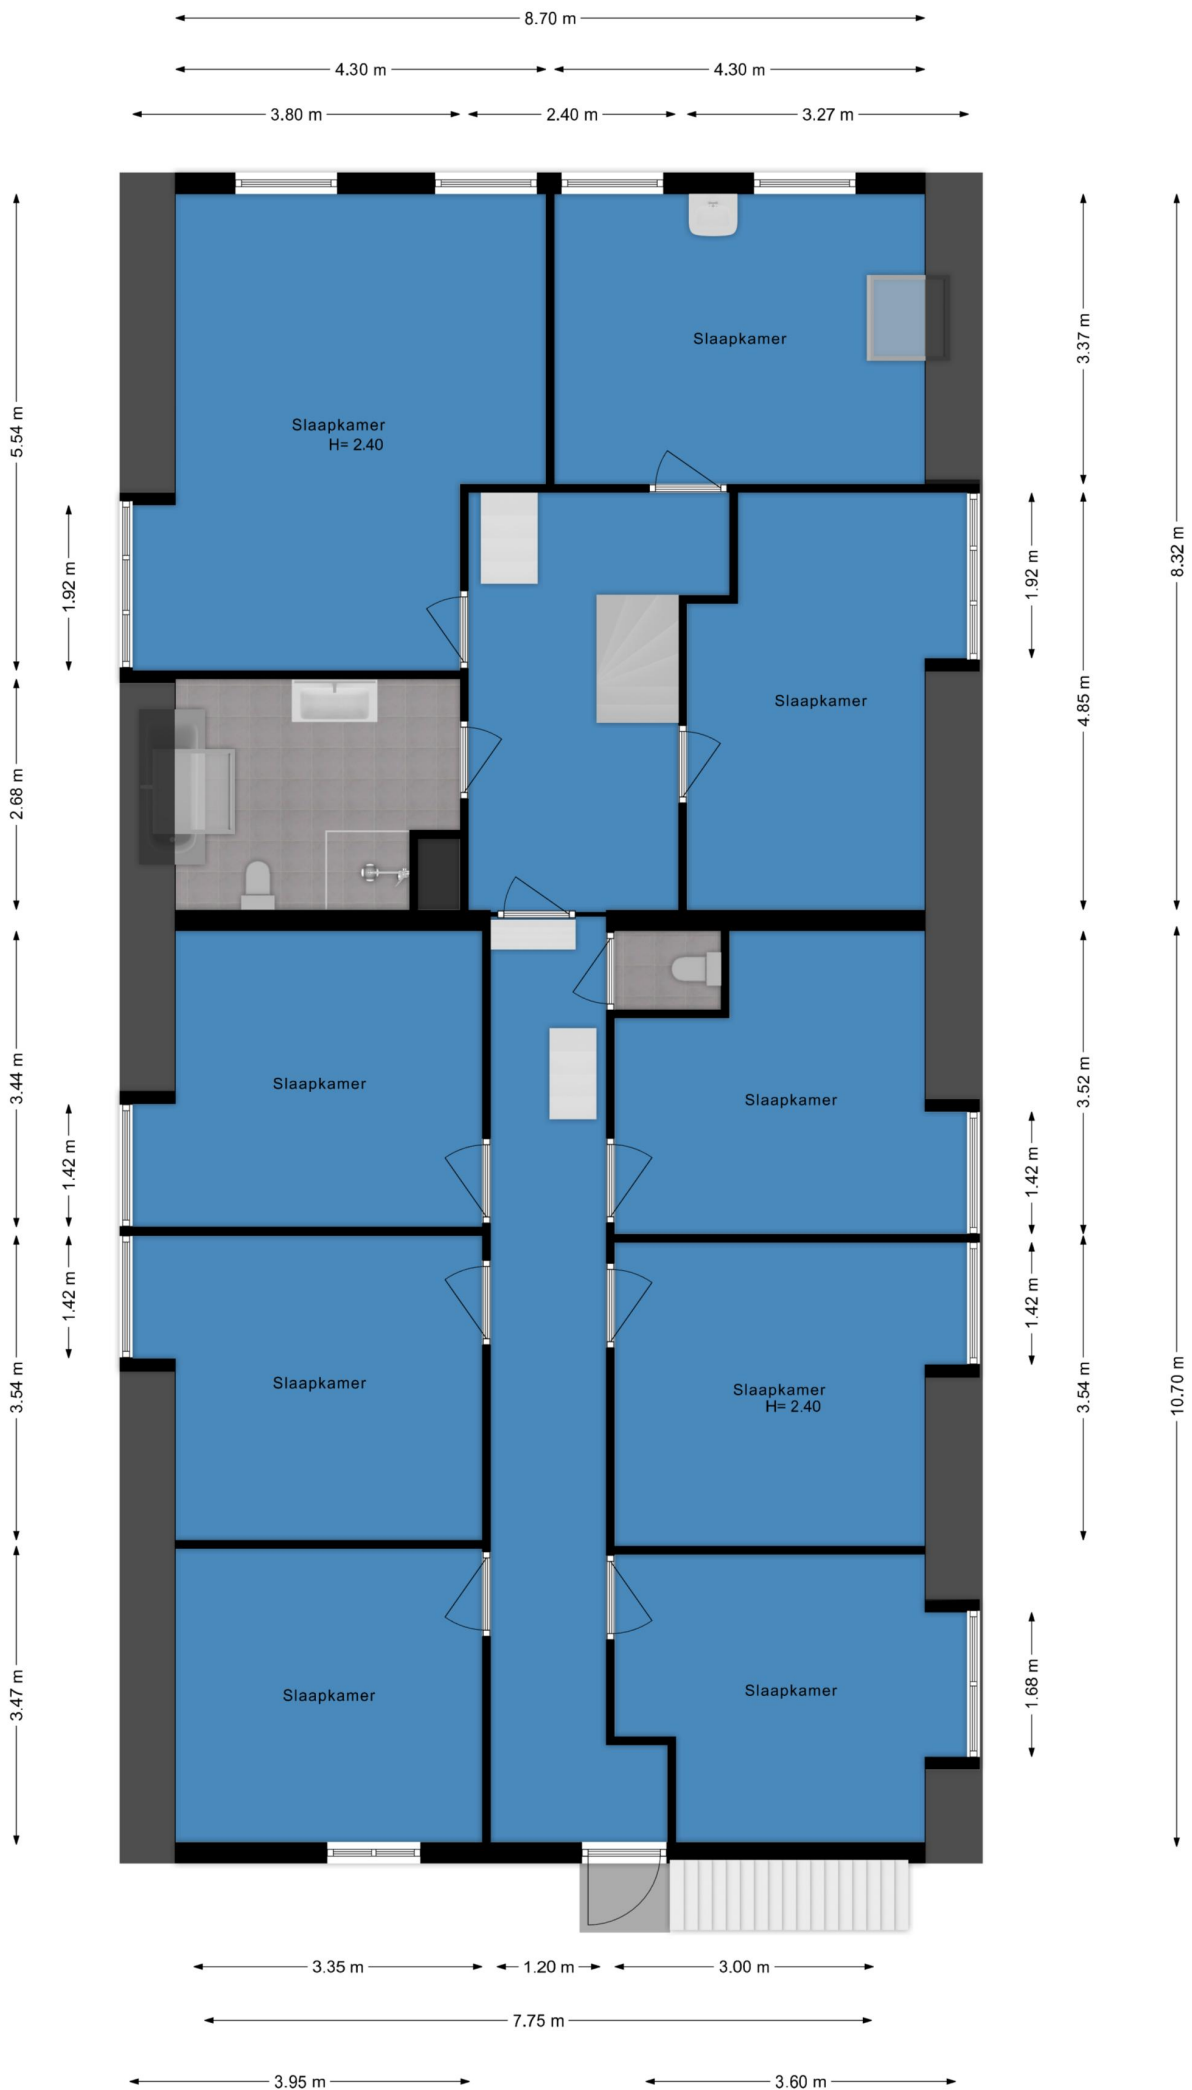 8.70 m
4.30 m
4.30 m
3.80 m
2.40 m
3.27 m
Slaapkamer
3.37 m
5.54 m
Slaapkamer
H= 2.40
8.32 m
1.92 m
1.92 m
Slaapkamer
4.85 m
2.68 m
3.44 m
Slaapkamer
Slaapkamer
3.52 m
1.42 m
1.42 m
1.42 m
1.42 m
3.54 m
Slaapkamer
Slaapkamer
H= 2.40
3.54 m
10.70 m
3.47 m
Slaapkamer
Slaapkamer
1.68 m
3.35 m
1.20 m
3.00 m
7.75 m
3.95 m
3.60 m